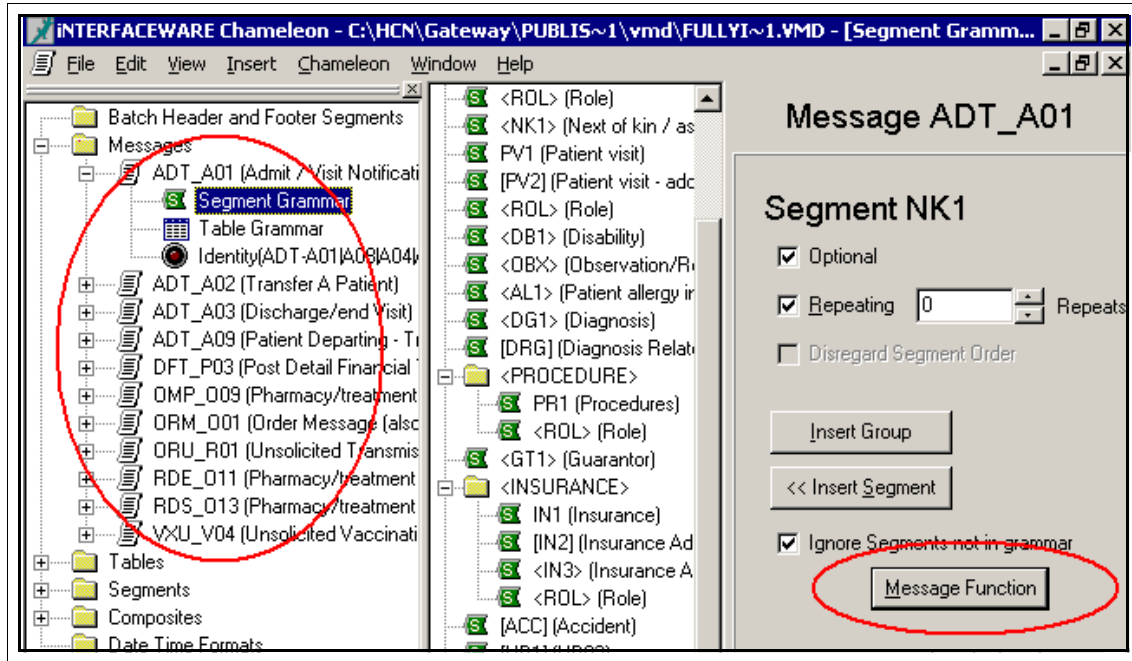 iNTERFACEWARE Chameleon - C:\HCN\Gateway\PUBLIS~1\vmd\FULLYI~1.VMD - [Segment Gramm...
File Edit View Insert Chameleon Window Help
Batch Header and Footer Segments
Messages
ADT_A01 (Admit / Visit Notificati
Segment Grammar
Table Grammar
Identity(ADT-A01|A08|A04|
ADT_A02 (Transfer A Patient)
ADT_A03 (Discharge/end Visit)
ADT_A09 (Patient Departing - Tr
DFT_P03 (Post Detail Financial T
OMP_O09 (Pharmacy/treatment
ORM_O01 (Order Message (also
ORU_R01 (Unsolicited Transmis
RDE_O11 (Pharmacy/treatment
RDS_O13 (Pharmacy/treatment
VXU_V04 (Unsolicited Vaccinati
Tables
Segments
Composites
Date Time Formats
<ROL> (Role)
<NK1> (Next of kin / as
PV1 (Patient visit)
[PV2] (Patient visit - add
<ROL> (Role)
<DB1> (Disability)
<OBX> (Observation/Re
<AL1> (Patient allergy in
<DG1> (Diagnosis)
[DRG] (Diagnosis Relate
<PROCEDURE>
PR1 (Procedures)
<ROL> (Role)
<GT1> (Guarantor)
<INSURANCE>
IN1 (Insurance)
[IN2] (Insurance Ad
<IN3> (Insurance A
<ROL> (Role)
[ACC] (Accident)
Message ADT_A01
Segment NK1
Optional
Repeating 0 Repeats
Disregard Segment Order
Insert Group
<< Insert Segment
Ignore Segments not in grammar
Message Function